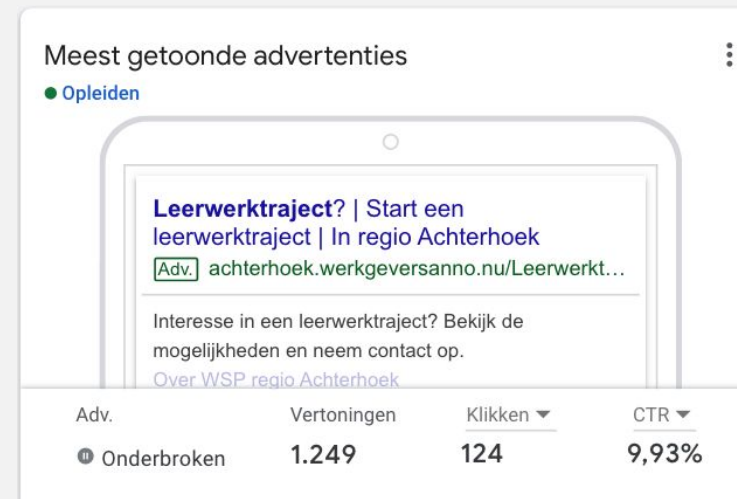 Meest getoonde advertenties
Opleiden
Leerwerktraject? | Start een
leerwerktraject | In regio Achterhoek
Adv. achterhoek.werkgeversanno.nu/Leerwerkt...
Interesse in een leerwerktraject? Bekijk de
mogelijkheden en neem contact op.
Over WSP regio Achterhoek
Adv. Vertoningen Klikken CTR
Onderbroken 1.249 124 9,93%